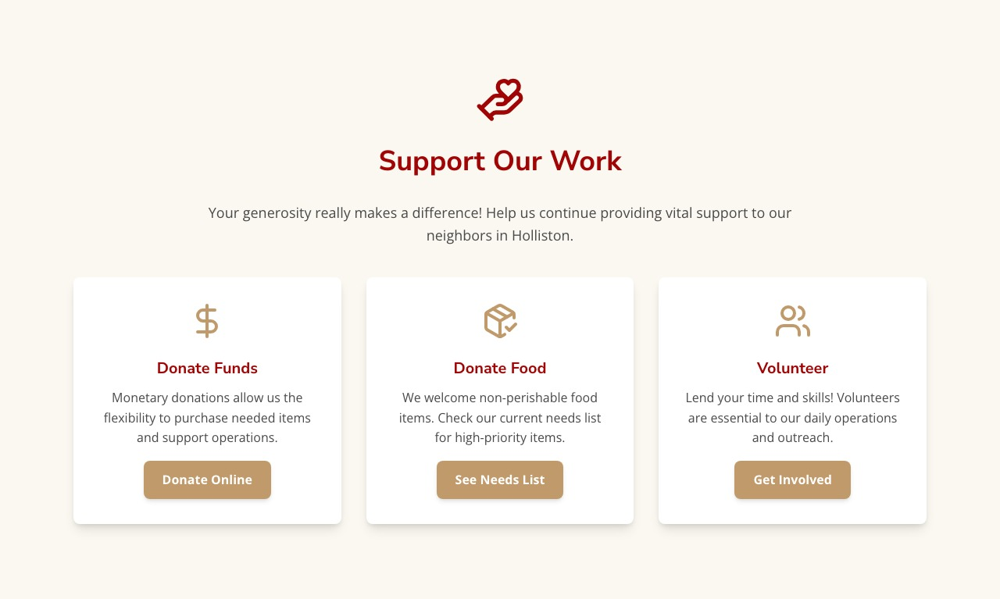 Support Our Work
Your generosity really makes a difference! Help us continue providing vital support to our
neighbors in Holliston.
Donate Funds
Monetary donations allow us the
flexibility to purchase needed items
and support operations.
Donate Online
Donate Food
We welcome non-perishable food
items. Check our current needs list
for high-priority items.
See Needs List
Volunteer
Lend your time and skills! Volunteers
are essential to our daily operations
and outreach.
Get Involved